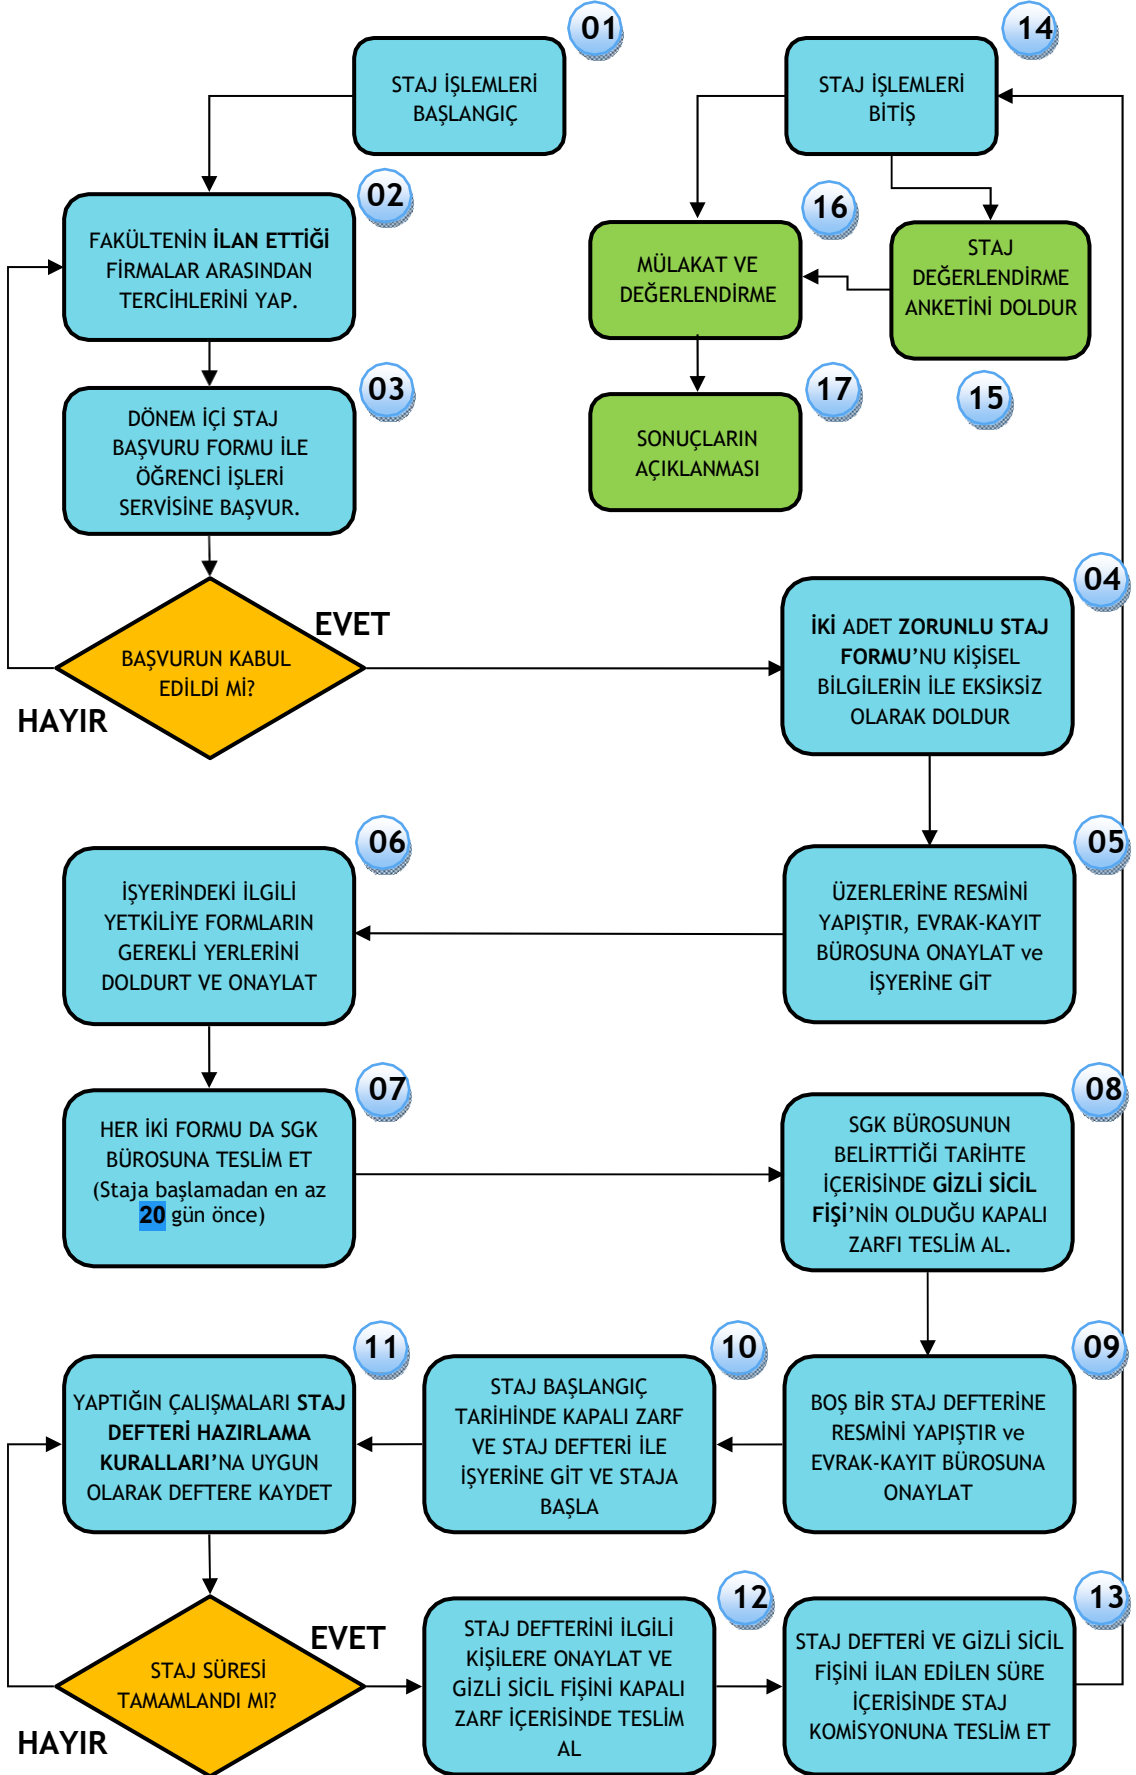 01
STAJ İŞLEMLERİ
BAŞLANGIÇ
02
FAKÜLTENİN İLAN ETTİĞİ
FİRMALAR ARASINDAN
TERCİHLERİNİ YAP.
03
DÖNEM İÇİ STAJ
BAŞVURU FORMU İLE
ÖĞRENCİ İŞLERİ
SERVİSİNE BAŞVUR.
BAŞVURUN KABUL
EDİLDİ Mİ?
EVET
HAYIR
14
STAJ İŞLEMLERİ
BİTİŞ
16
MÜLAKAT VE
DEĞERLENDİRME
STAJ
DEĞERLENDİRME
ANKETİNİ DOLDUR
15
17
SONUÇLARIN
AÇIKLANMASI
04
İKİ ADET ZORUNLU STAJ
FORMU'NU KİŞİSEL
BİLGİLERİN İLE EKSİKSİZ
OLARAK DOLDUR
05
ÜZERLERİNE RESMİNİ
YAPIŞTIR, EVRAK-KAYIT
BÜROSUNA ONAYLAT ve
İŞYERİNE GİT
06
İŞYERİNDEKİ İLGİLİ
YETKİLİYE FORMLARIN
GEREKLİ YERLERİNİ
DOLDURT VE ONAYLAT
07
HER İKİ FORMU DA SGK
BÜROSUNA TESLİM ET
(Staja başlamadan en az
20 gün önce)
08
SGK BÜROSUNUN
BELİRTTİĞİ TARİHTE
İÇERİSİNDE GİZLİ SİCİL
FİŞİ'NİN OLDUĞU KAPALI
ZARFI TESLİM AL.
09
BOŞ BİR STAJ DEFTERİNE
RESMİNİ YAPIŞTIR ve
EVRAK-KAYIT BÜROSUNA
ONAYLAT
10
STAJ BAŞLANGIÇ
TARİHİNDE KAPALI ZARF
VE STAJ DEFTERİ İLE
İŞYERİNE GİT VE STAJA
BAŞLA
11
YAPTIĞIN ÇALIŞMALARI STAJ
DEFTERİ HAZIRLAMA
KURALLARI'NA UYGUN
OLARAK DEFTERE KAYDET
STAJ SÜRESİ
TAMAMLANDI MI?
EVET
HAYIR
12
STAJ DEFTERİNİ İLGİLİ
KİŞİLERE ONAYLAT VE
GİZLİ SİCİL FİŞİNİ KAPALI
ZARF İÇERİSİNDE TESLİM
AL
13
STAJ DEFTERİ VE GİZLİ SİCİL
FİŞİNİ İLAN EDİLEN SÜRE
İÇERİSİNDE STAJ
KOMİSYONUNA TESLİM ET